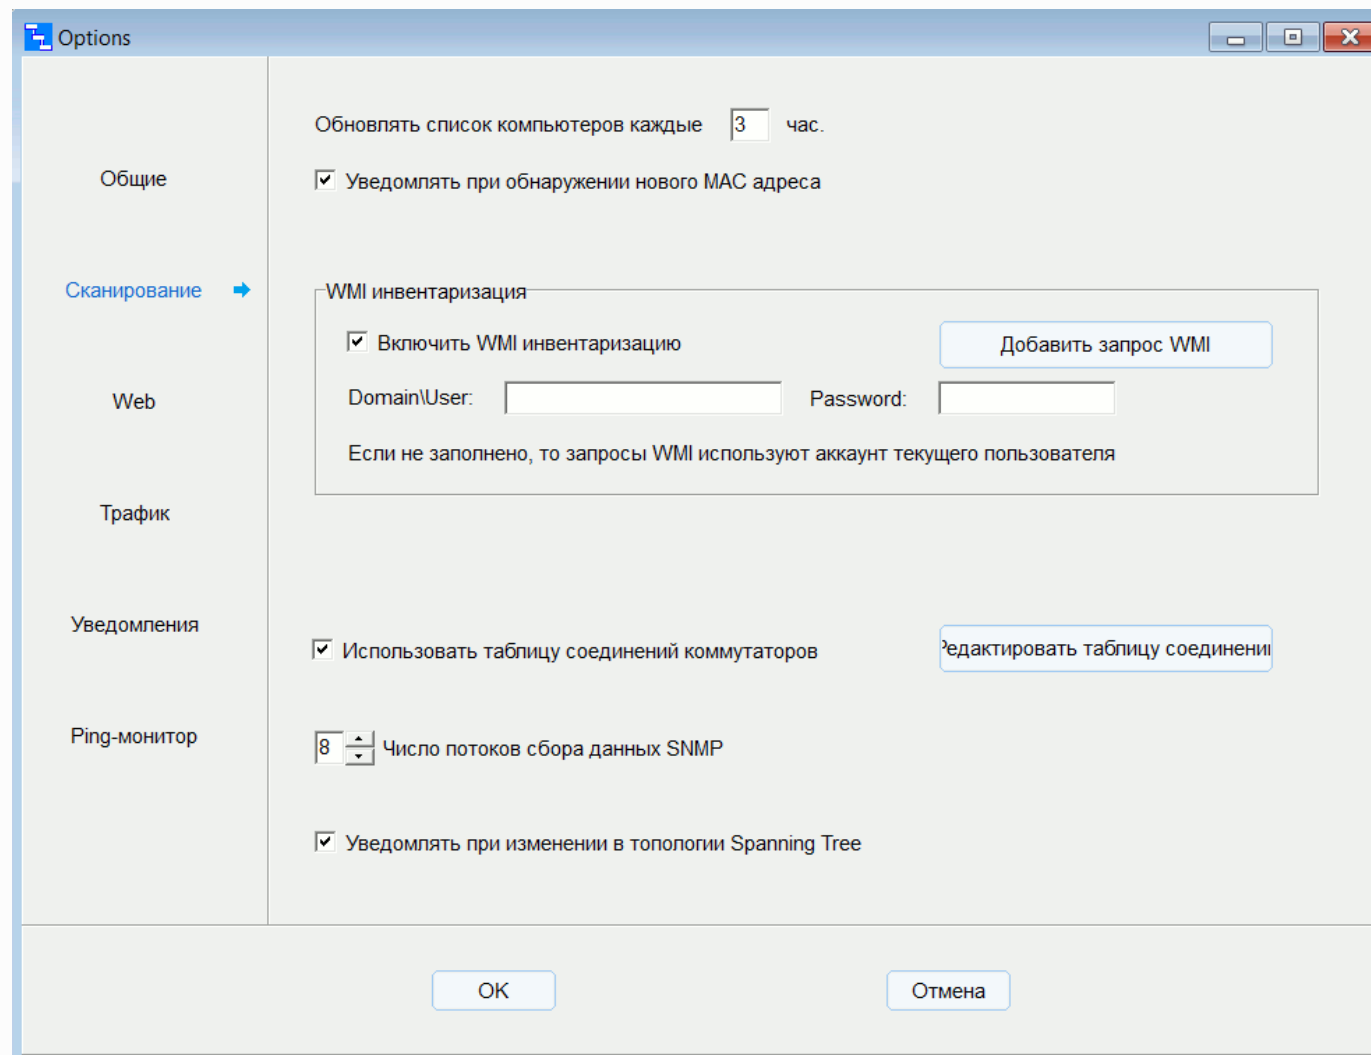 Options
Обновлять список компьютеров каждые 3 час.
Общие
Уведомлять при обнаружении нового MAC адреса
Сканирование
WMI инвентаризация
Включить WMI инвентаризацию
Добавить запрос WMI
Web
Domain\User:
Password:
Если не заполнено, то запросы WMI используют аккаунт текущего пользователя
Трафик
Уведомления
Использовать таблицу соединений коммутаторов
Редактировать таблицу соединени
Ping-монитор
8 Число потоков сбора данных SNMP
Уведомлять при изменении в топологии Spanning Tree
OK
Отмена